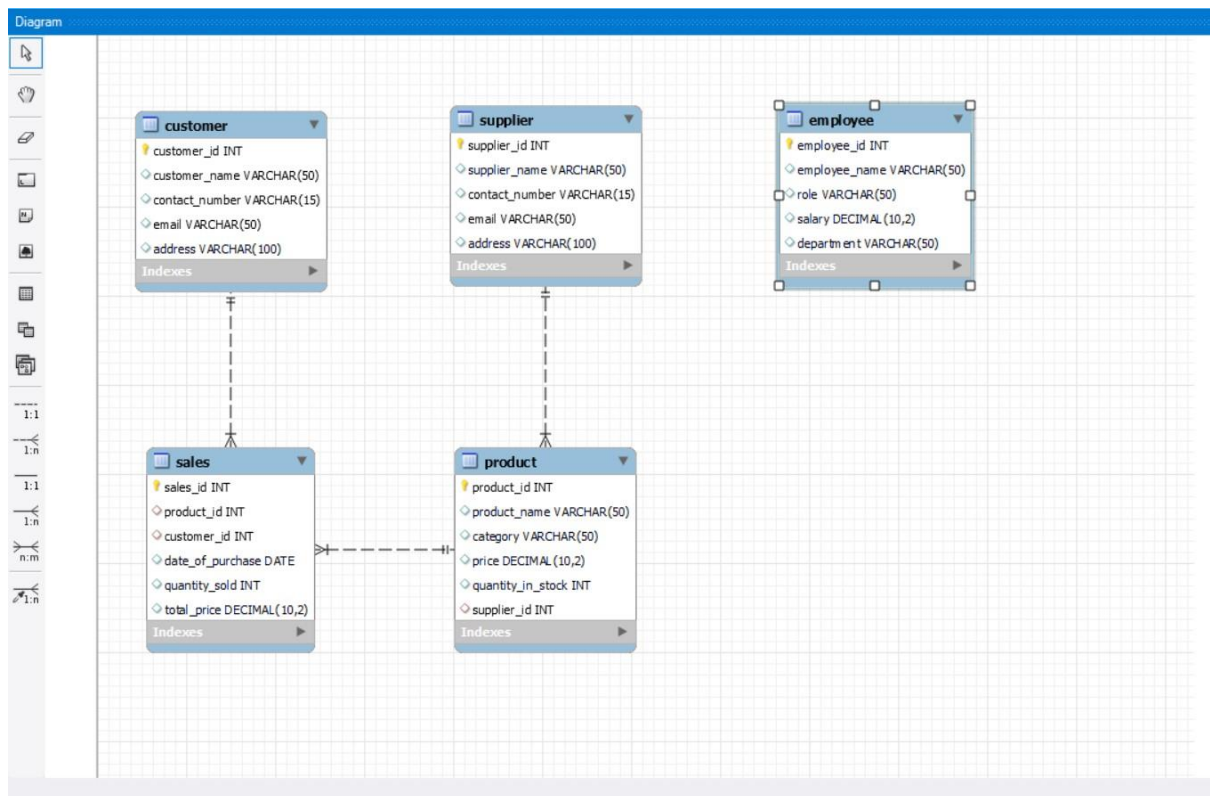 Diagram
customer
customer_id INT
customer_name VARCHAR(50)
contact_number VARCHAR(15)
email VARCHAR(50)
address VARCHAR(100)
Indexes
supplier
supplier_id INT
supplier_name VARCHAR(50)
contact_number VARCHAR(15)
email VARCHAR(50)
address VARCHAR(100)
Indexes
employee
employee_id INT
employee_name VARCHAR(50)
role VARCHAR(50)
salary DECIMAL(10,2)
department VARCHAR(50)
Indexes
sales
sales_id INT
product_id INT
customer_id INT
date_of_purchase DATE
quantity_sold INT
total_price DECIMAL(10,2)
Indexes
product
product_id INT
product_name VARCHAR(50)
category VARCHAR(50)
price DECIMAL(10,2)
quantity_in_stock INT
supplier_id INT
Indexes
1:1
1:n
1:1
1:n
n:m
1:n